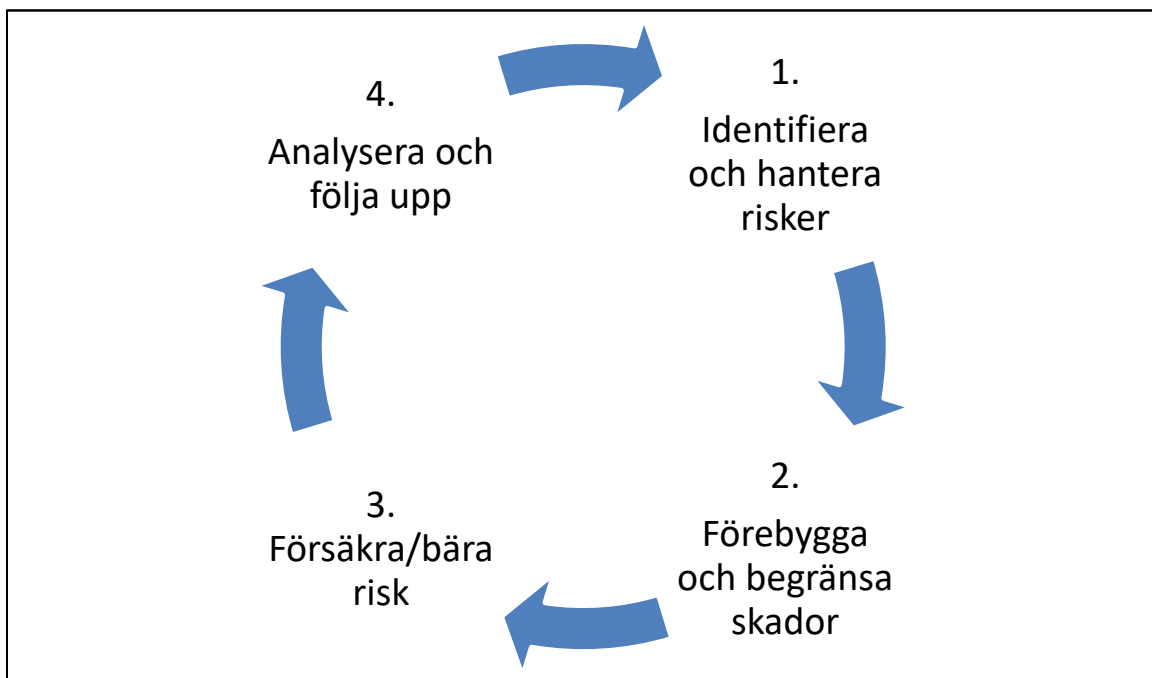 1.
Identifiera
och hantera
risker
2.
Förebygga
och begränsa
skador
3.
Försäkra/bära
risk
4.
Analysera och
följa upp